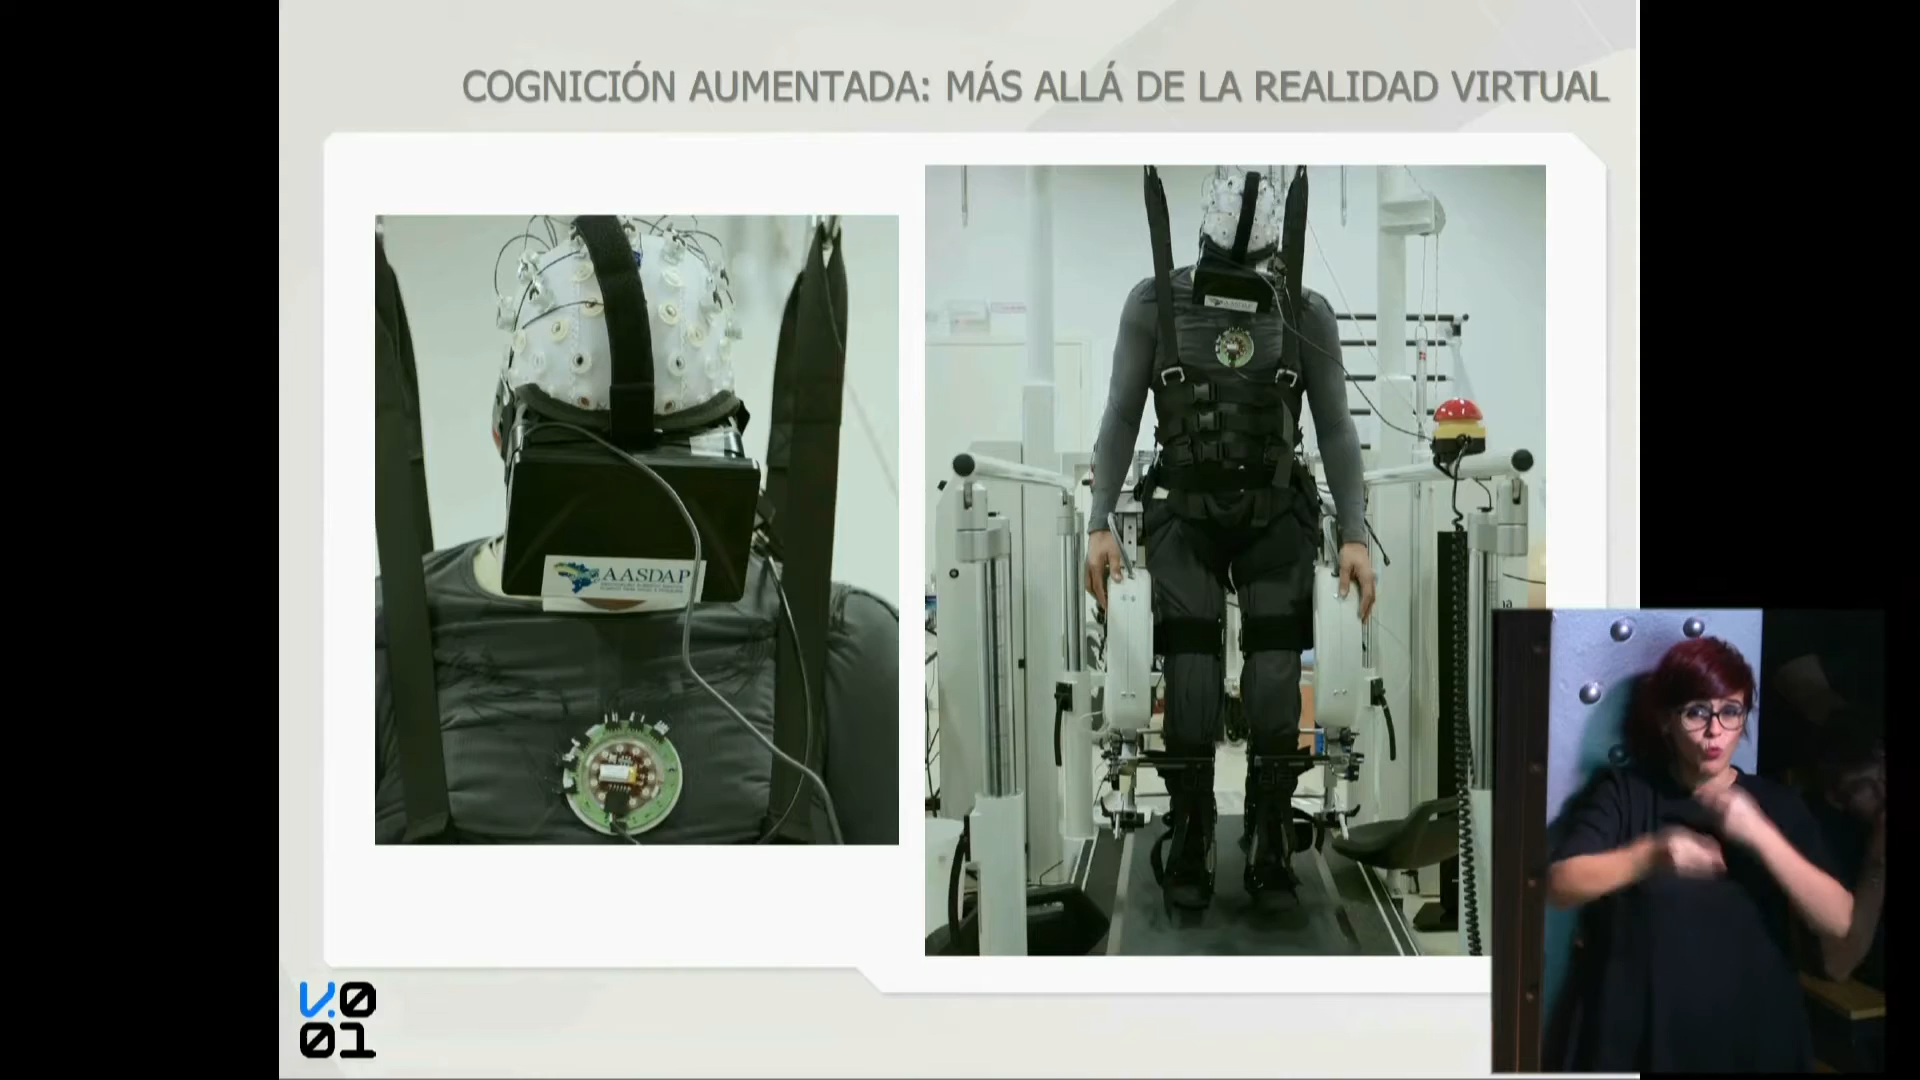 COGNICIÓN AUMENTADA: MÁS ALLÁ DE LA REALIDAD VIRTUAL
AASDAP
V.0
01